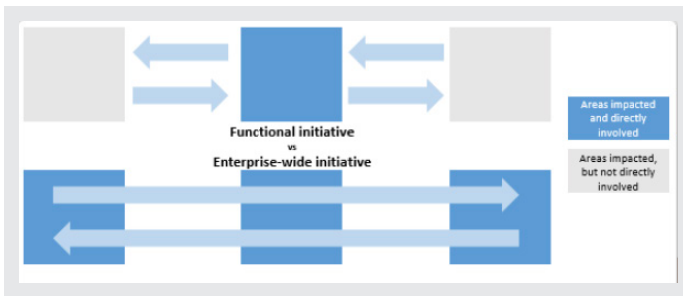 Functional initiative
vs
Enterprise-wide initiative
Areas impacted
and directly
involved
Areas impacted,
but not directly
involved